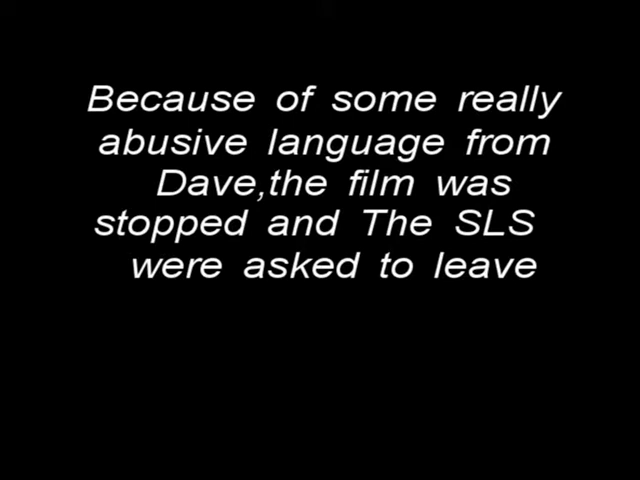 Because of some really
abusive language from
Dave,the film was
stopped and The SLS
were asked to leave